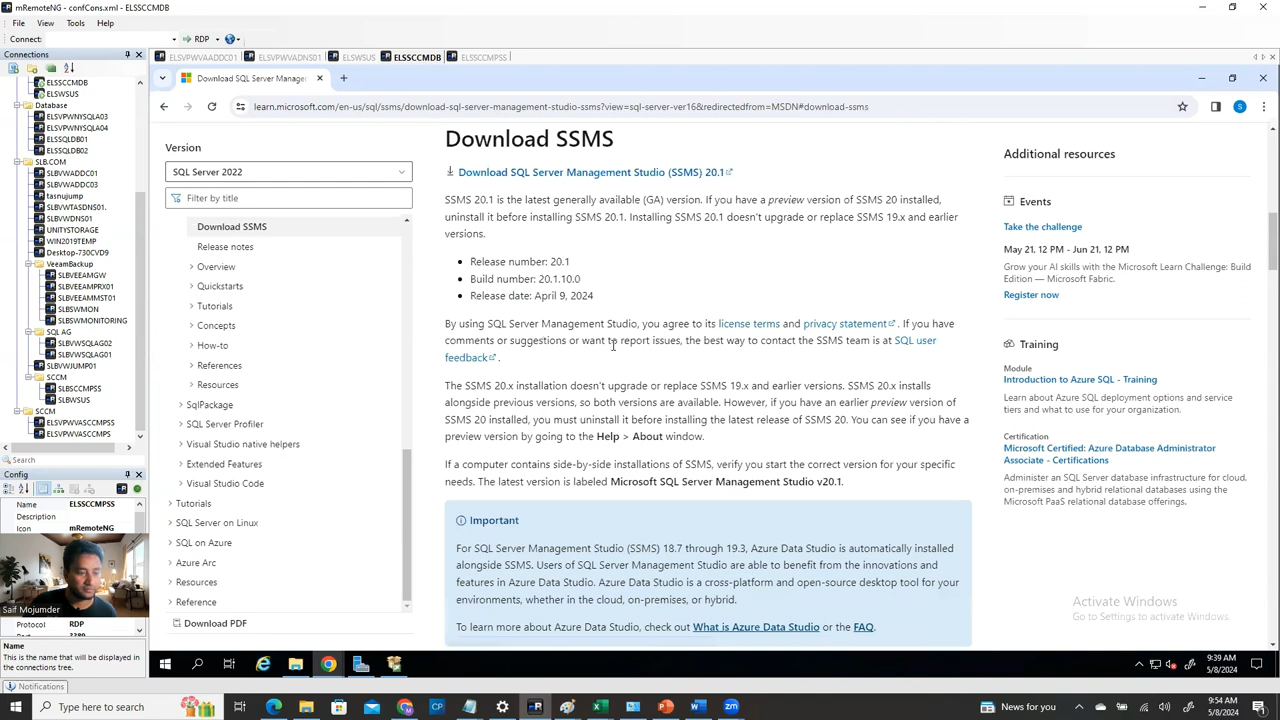 mRemoteNG - confCons.xml - ELSSCCMDB
File View Tools Help
Connect: RDP
Connections
ELSSCCMDB
ELSWSUS
Database
ELSVPWNYSQLA03
ELSVPWNYSQLA04
ELSSQLDB01
ELSSQLDB02
SLB.COM
SLBVWADDC01
SLBVWADDC03
tasnujump
SLBVWTASDNS01.
SLBVWDNS01
UNITYSTORAGE
WIN2019TEMP
Desktop-730CVD9
VeeamBackup
SLBVEEAMGW
SLBVEEAMPRX01
SLBVEEAMMST01
SLBSWMON
SLBSWMONITORING
SQL AG
SLBVWSQLAG02
SLBVWSQLAG01
SLBVWJUMP01
SCCM
SLBSCCMPSS
SLBWSUS
SCCM
ELSVPWVASCCMPSS
ELSVPWVASCCMPS
Search
Config
Name ELSSCCMPSS
Description
Icon mRemoteNG
Saif Mojumder
Protocol RDP
Port 3389
Name
This is the name that will be displayed in the connections tree.
Notifications
ELSVPWVAADDC01 ELSVPWVADNS01 ELSWSUS ELSSCCMDB ELSSCCMPSS
Download SQL Server Manage
learn.microsoft.com/en-us/sql/ssms/download-sql-server-management-studio-ssms?view=sql-server-ver16&redirectedfrom=MSDN#download-ssms
S
Version
SQL Server 2022
Filter by title
Download SSMS
Release notes
Overview
Quickstarts
Tutorials
Concepts
How-to
References
Resources
SqlPackage
SQL Server Profiler
Visual Studio native helpers
Extended Features
Visual Studio Code
Tutorials
SQL Server on Linux
SQL on Azure
Azure Arc
Resources
Reference
Download PDF
Download SSMS
Download SQL Server Management Studio (SSMS) 20.1
SSMS 20.1 is the latest generally available (GA) version. If you have a preview version of SSMS 20 installed,
uninstall it before installing SSMS 20.1. Installing SSMS 20.1 doesn't upgrade or replace SSMS 19.x and earlier
versions.
• Release number: 20.1
• Build number: 20.1.10.0
• Release date: April 9, 2024
By using SQL Server Management Studio, you agree to its license terms and privacy statement . If you have
comments or suggestions or want to report issues, the best way to contact the SSMS team is at SQL user
feedback .
The SSMS 20.x installation doesn't upgrade or replace SSMS 19.x and earlier versions. SSMS 20.x installs
alongside previous versions, so both versions are available. However, if you have an earlier preview version of
SSMS 20 installed, you must uninstall it before installing the latest release of SSMS 20. You can see if you have a
preview version by going to the Help > About window.
If a computer contains side-by-side installations of SSMS, verify you start the correct version for your specific
needs. The latest version is labeled Microsoft SQL Server Management Studio v20.1.
Important
For SQL Server Management Studio (SSMS) 18.7 through 19.3, Azure Data Studio is automatically installed
alongside SSMS. Users of SQL Server Management Studio are able to benefit from the innovations and
features in Azure Data Studio. Azure Data Studio is a cross-platform and open-source desktop tool for your
environments, whether in the cloud, on-premises, or hybrid.
To learn more about Azure Data Studio, check out What is Azure Data Studio or the FAQ.
Additional resources
Events
Take the challenge
May 21, 12 PM - Jun 21, 12 PM
Grow your AI skills with the Microsoft Learn Challenge: Build
Edition — Microsoft Fabric.
Register now
Training
Module
Introduction to Azure SQL - Training
Learn about Azure SQL deployment options and service
tiers and what to use for your organization.
Certification
Microsoft Certified: Azure Database Administrator
Associate - Certifications
Administer an SQL Server database infrastructure for cloud,
on-premises and hybrid relational databases using the
Microsoft PaaS relational database offerings.
Activate Windows
Go to Settings to activate Windows.
9:39 AM
5/8/2024
Type here to search
CP
zm
News for you
9:54 AM
5/8/2024